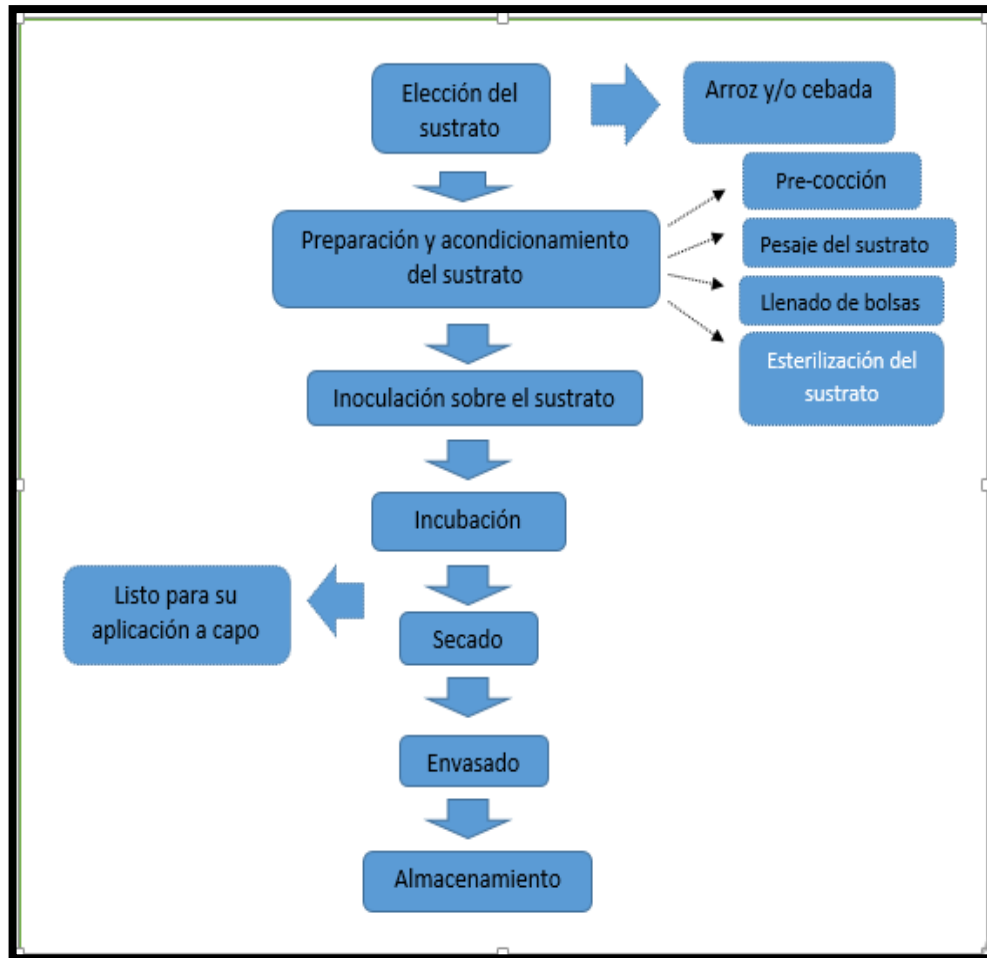 Elección del
sustrato
Arroz y/o cebada
Preparación y acondicionamiento
del sustrato
Pre-cocción
Pesaje del sustrato
Llenado de bolsas
Esterilización del
sustrato
Inoculación sobre el sustrato
Incubación
Listo para su
aplicación a capo
Secado
Envasado
Almacenamiento